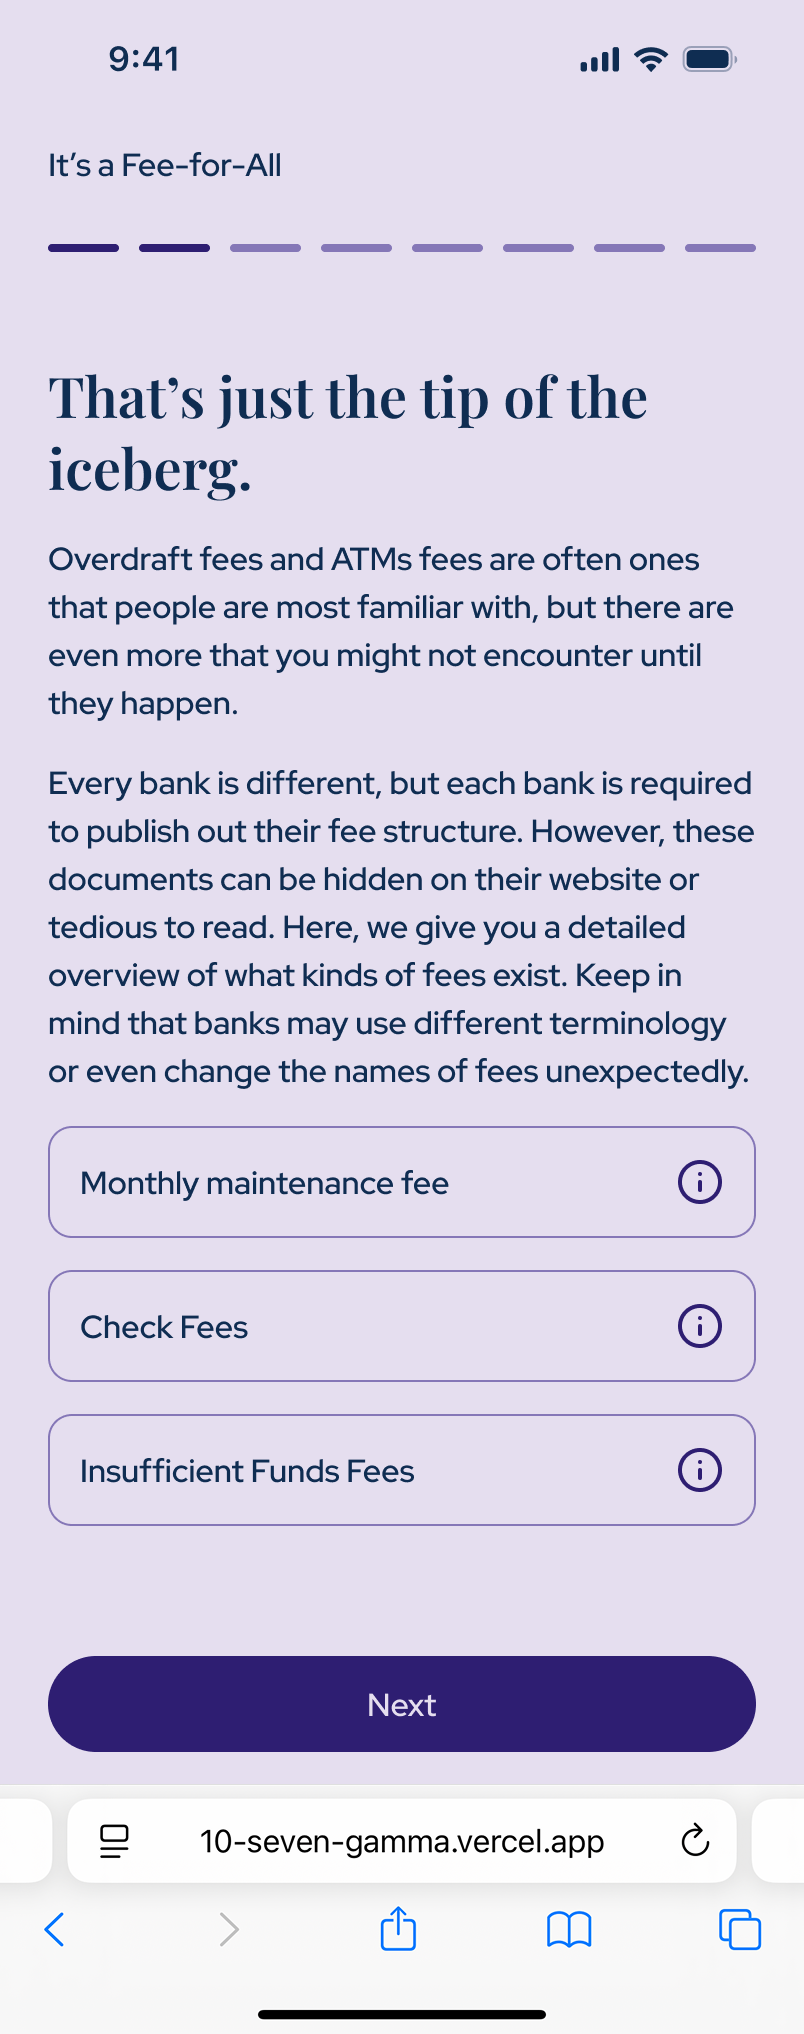 9:41
It’s a Fee-for-All
That’s just the tip of the
iceberg.
Overdraft fees and ATMs fees are often ones
that people are most familiar with, but there are
even more that you might not encounter until
they happen.
Every bank is different, but each bank is required
to publish out their fee structure. However, these
documents can be hidden on their website or
tedious to read. Here, we give you a detailed
overview of what kinds of fees exist. Keep in
mind that banks may use different terminology
or even change the names of fees unexpectedly.
Monthly maintenance fee
Check Fees
Insufficient Funds Fees
Next
10-seven-gamma.vercel.app